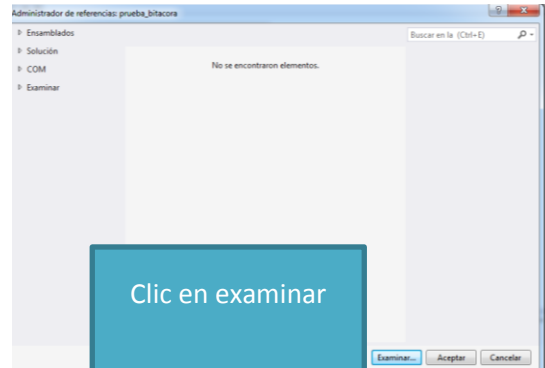 Administrador de referencias: prueba_bitacora
Ensamblados
Buscar en la (Ctrl+E)
Solución
No se encontraron elementos.
COM
Examinar
Clic en examinar
Examinar...
Aceptar
Cancelar